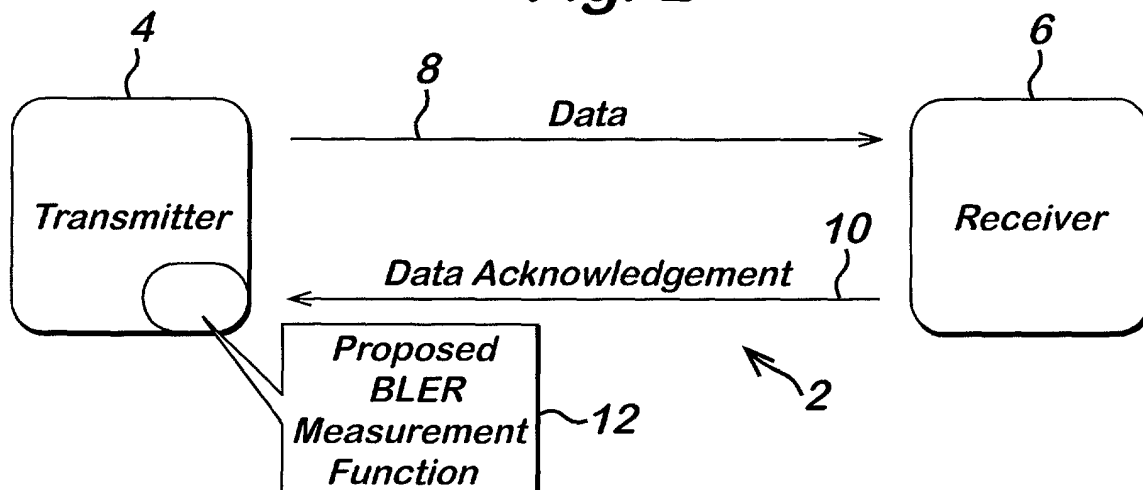 4
6
8
Data
Transmitter
Receiver
10
Data Acknowledgement
Proposed
BLER
Measurement
Function
12
2